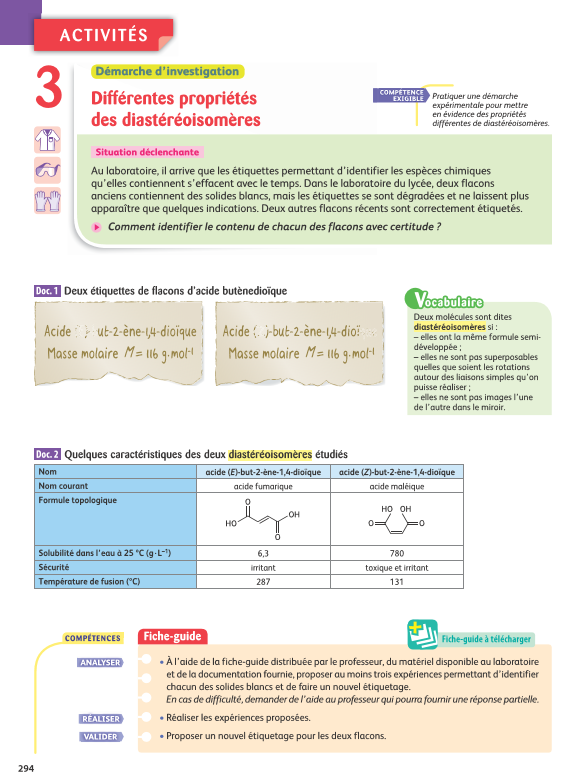 ACTIVITÉS
3
Démarche d'investigation
Différentes propriétés
des diastéréoisomères
COMPÉTENCE
EXIGIBLE
Pratiquer une démarche
expérimentale pour mettre
en évidence des propriétés
différentes de diastéréoisomères.
Situation déclenchante
Au laboratoire, il arrive que les étiquettes permettant d'identifier les espèces chimiques
qu'elles contiennent s'effacent avec le temps. Dans le laboratoire du lycée, deux flacons
anciens contiennent des solides blancs, mais les étiquettes se sont dégradées et ne laissent plus
apparaître que quelques indications. Deux autres flacons récents sont correctement étiquetés.
Comment identifier le contenu de chacun des flacons avec certitude ?
Doc. 1 Deux étiquettes de flacons d'acide butènedioïque
Acide ut-2-ène-1,4-dioïque
Masse molaire M = 116 g·mol-1
Acide ( )-but-2-ène-1,4-dioï
Masse molaire M = 116 g·mol-1
Vocabulaire
Deux molécules sont dites
diastéréoisomères si :
– elles ont la même formule semi-
développée ;
– elles ne sont pas superposables
quelles que soient les rotations
autour des liaisons simples qu'on
puisse réaliser ;
– elles ne sont pas images l'une
de l'autre dans le miroir.
Doc. 2 Quelques caractéristiques des deux diastéréoisomères étudiés
Nom acide (E)-but-2-ène-1,4-dioïque acide (Z)-but-2-ène-1,4-dioïque
Nom courant acide fumarique acide maléique
Formule topologique
O HO OH O
HO OH O O
Solubilité dans l'eau à 25 °C (g·L–1) 6,3 780
Sécurité irritant toxique et irritant
Température de fusion (°C) 287 131
COMPÉTENCES
Fiche-guide
Fiche-guide à télécharger
ANALYSER
• À l'aide de la fiche-guide distribuée par le professeur, du matériel disponible au laboratoire
et de la documentation fournie, proposer au moins trois expériences permettant d'identifier
chacun des solides blancs et de faire un nouvel étiquetage.
En cas de difficulté, demander de l'aide au professeur qui pourra fournir une réponse partielle.
RÉALISER
• Réaliser les expériences proposées.
VALIDER
• Proposer un nouvel étiquetage pour les deux flacons.
294